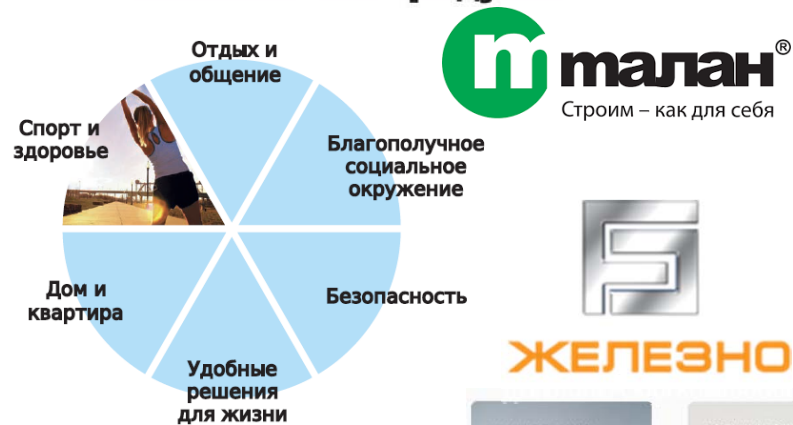 Отдых и
общение
Спорт и
здоровье
Благополучное
социальное
окружение
Дом и
квартира
Безопасность
Удобные
решения
для жизни
талан®
Строим – как для себя
ЖЕЛЕЗНО